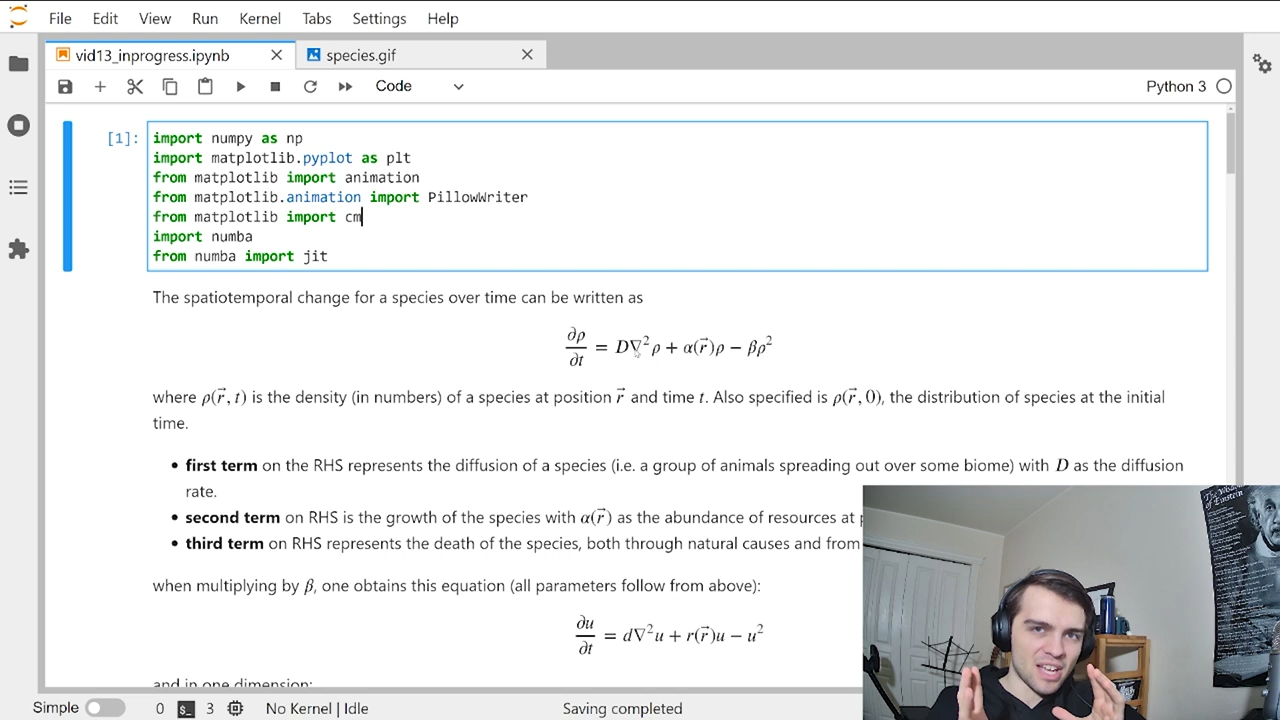 File Edit View Run Kernel Tabs Settings Help
vid13_inprogress.ipynb
species.gif
Code
Python 3
[1]:
import numpy as np
import matplotlib.pyplot as plt
from matplotlib import animation
from matplotlib.animation import PillowWriter
from matplotlib import cm
import numba
from numba import jit
The spatiotemporal change for a species over time can be written as
∂ρ/∂t = D∇²ρ + α(r⃗)ρ − βρ²
where ρ(r⃗, t) is the density (in numbers) of a species at position r⃗ and time t. Also specified is ρ(r⃗, 0), the distribution of species at the initial
time.
• first term on the RHS represents the diffusion of a species (i.e. a group of animals spreading out over some biome) with D as the diffusion
rate.
• second term on RHS is the growth of the species with α(r⃗) as the abundance of resources at
• third term on RHS represents the death of the species, both through natural causes and from
when multiplying by β, one obtains this equation (all parameters follow from above):
∂u/∂t = d∇²u + r(r⃗)u − u²
and in one dimension:
The Wisdom
of Einstein
Simple 0 3 No Kernel | Idle Saving completed